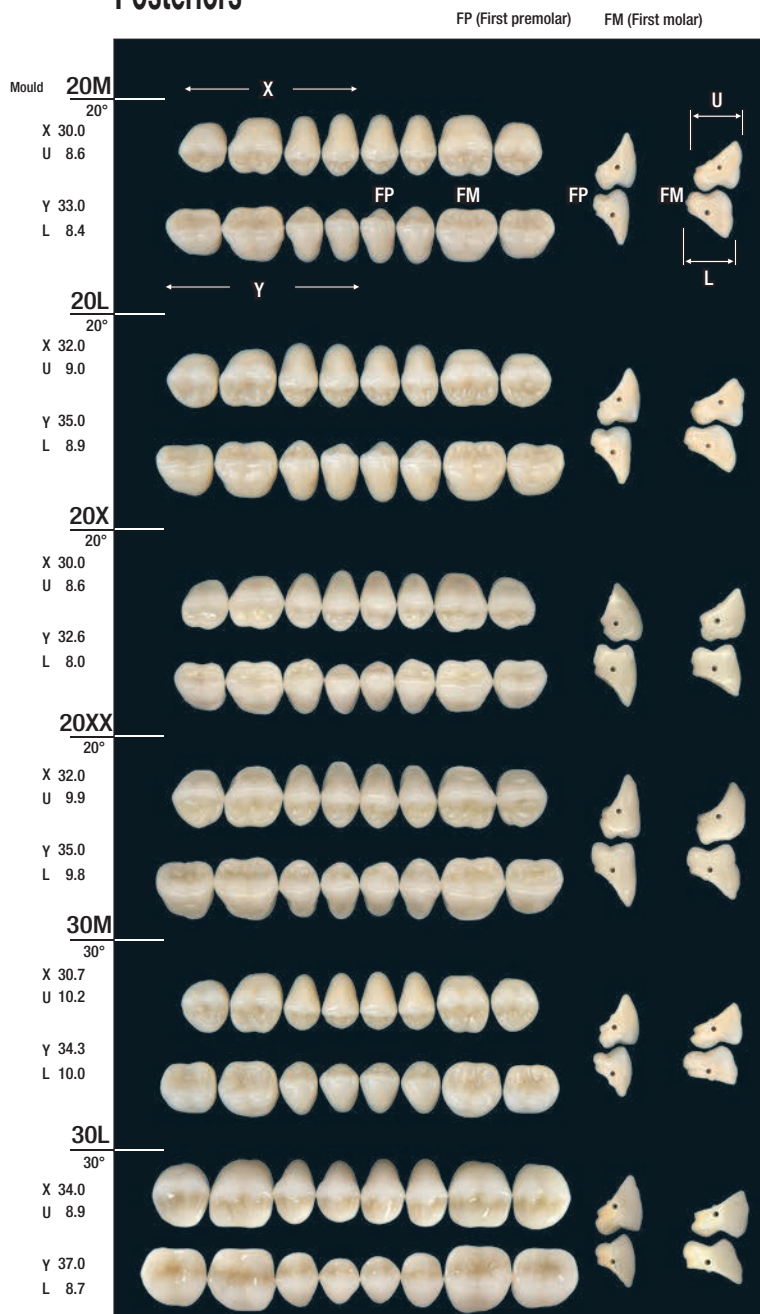 Posteriors
FP (First premolar) FM (First molar)
Mould 20M
20°
X 30.0
U 8.6
Y 33.0
L 8.4
X
U
FP FM FP FM
L
Y
20L
20°
X 32.0
U 9.0
Y 35.0
L 8.9
20X
20°
X 30.0
U 8.6
Y 32.6
L 8.0
20XX
20°
X 32.0
U 9.9
Y 35.0
L 9.8
30M
30°
X 30.7
U 10.2
Y 34.3
L 10.0
30L
30°
X 34.0
U 8.9
Y 37.0
L 8.7